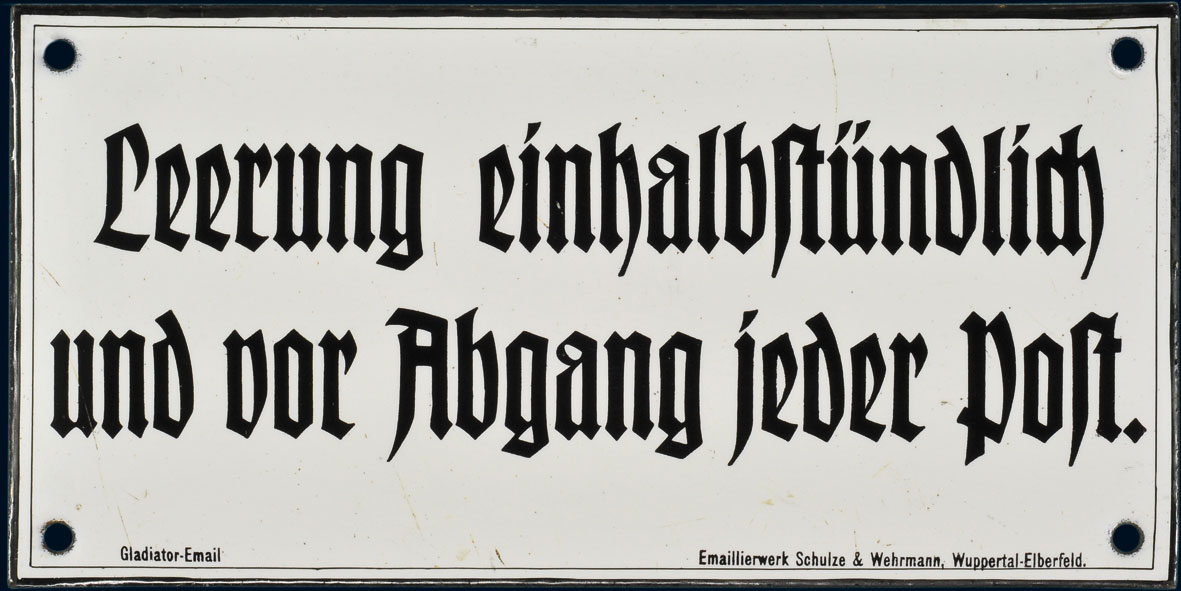 Leerung einhalbſtündlich
und vor Abgang jeder Poſt.
Gladiator-Email
Emaillierwerk Schulze & Wehrmann, Wuppertal-Elberfeld.